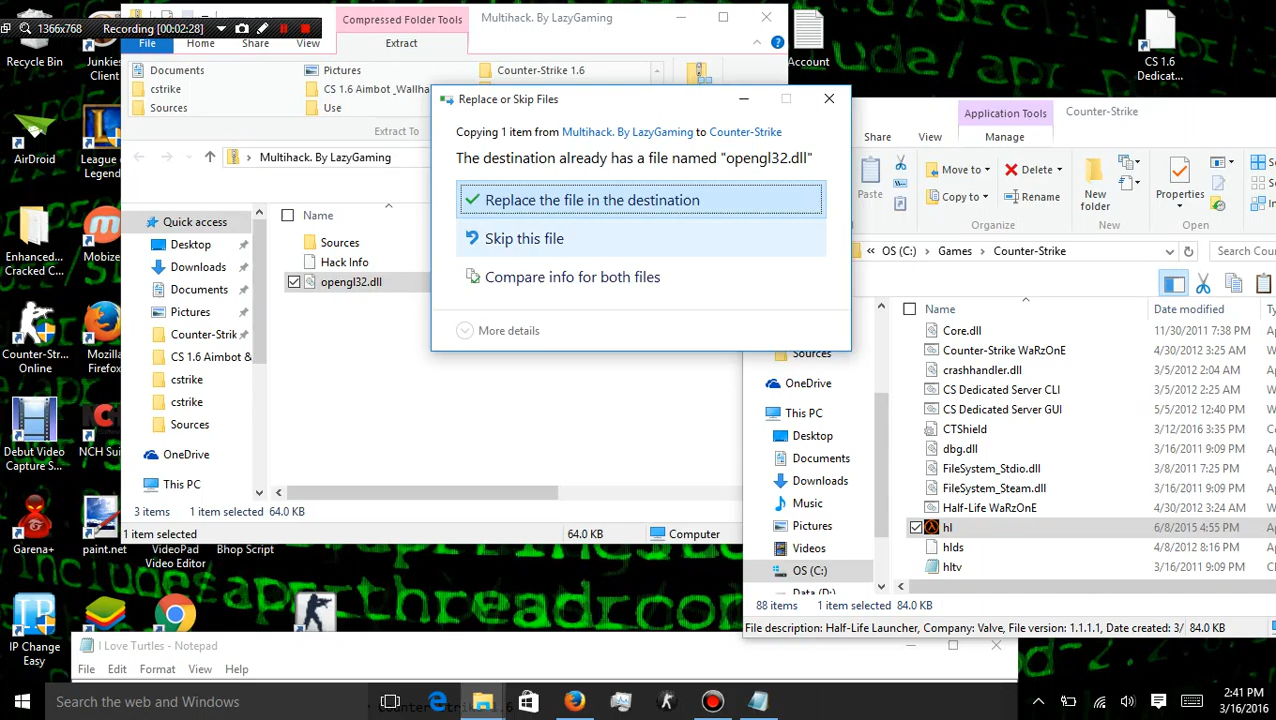 Recording [00:02:28]
1366x768
Recycle Bin
Junkies
Client
AirDroid
League
Legends
Enhanced...
Cracked C...
Mobize
Counter-Str...
Online
Mozilla
Firefox
Debut Video
Capture S...
NCH Sui
Garena+
paint.net
VideoPad
Video Editor
Bhop Script
IP Change
Easy
Account
CS 1.6
Dedicat...
Compressed Folder Tools
Multihack. By LazyGaming
File
Home
Share
View
Extract
Documents
Pictures
Counter-Strike 1.6
cstrike
CS 1.6 Aimbot _Wallha
Sources
Use
Extract To
Multihack. By LazyGaming
Quick access
Desktop
Downloads
Documents
Pictures
Counter-Strik
CS 1.6 Aimbot &
cstrike
cstrike
Sources
OneDrive
This PC
Name
Sources
Hack Info
opengl32.dll
3 items
1 item selected 64.0 KB
1 item selected
64.0 KB
Computer
Replace or Skip Files
Copying 1 item from Multihack. By LazyGaming to Counter-Strike
The destination already has a file named "opengl32.dll"
Replace the file in the destination
Skip this file
Compare info for both files
More details
Application Tools
Counter-Strike
Share
View
Manage
Paste
Move to
Copy to
Delete
Rename
Organize
New
folder
New
Properties
Open
« OS (C:) > Games > Counter-Strike
Search Coun
Sources
OneDrive
This PC
Desktop
Documents
Downloads
Music
Pictures
Videos
OS (C:)
Data (D:)
Name
Date modified
Core.dll
11/30/2011 7:38 PM
Counter-Strike WaRzOnE
4/30/2012 3:25 AM
crashhandler.dll
3/5/2012 2:04 AM
CS Dedicated Server CLI
3/5/2012 2:25 AM
CS Dedicated Server GUI
5/5/2012 12:40 PM
CTShield
3/12/2016 3:35 PM
dbg.dll
3/16/2011 9:09 PM
FileSystem_Stdio.dll
3/8/2011 7:25 PM
FileSystem_Steam.dll
3/16/2011 9:09 PM
Half-Life WaRzOnE
3/5/2012 2:25 AM
hl
6/8/2015 4:55 PM
hlds
4/8/2012 8:16 PM
hltv
3/16/2011 9:09 PM
88 items
1 item selected 84.0 KB
File description: Half-Life Launcher, Company: Valve, File version: 1.1.1.1, Date created: 3/
84.0 KB
I Love Turtles - Notepad
File
Edit
Format
View
Help
Search the web and Windows
2:41 PM
3/16/2016